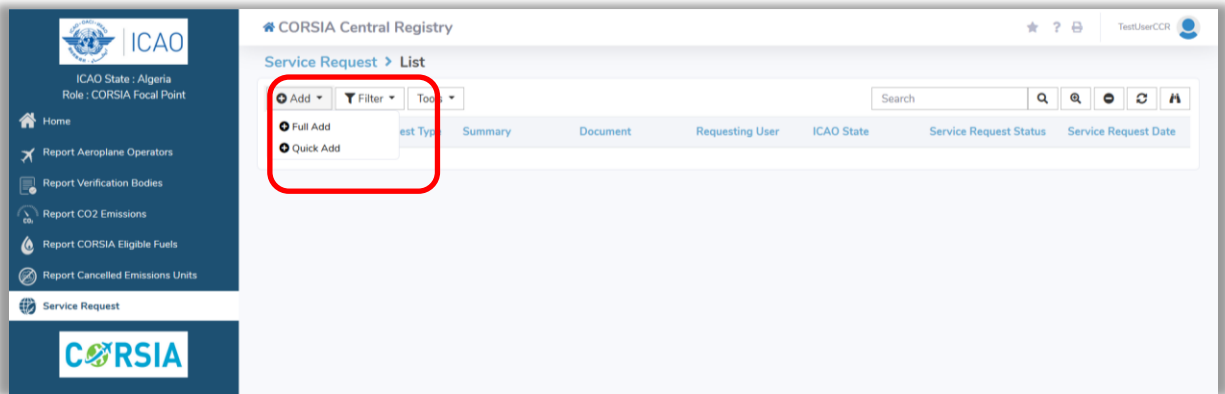 ICAO
ICAO State : Algeria
Role : CORSIA Focal Point
Home
Report Aeroplane Operators
Report Verification Bodies
Report CO2 Emissions
Report CORSIA Eligible Fuels
Report Cancelled Emissions Units
Service Request
CORSIA
CORSIA Central Registry
TestUserCCR
Service Request > List
Add Filter Tools Search
Full Add
Quick Add
est Type Summary Document Requesting User ICAO State Service Request Status Service Request Date